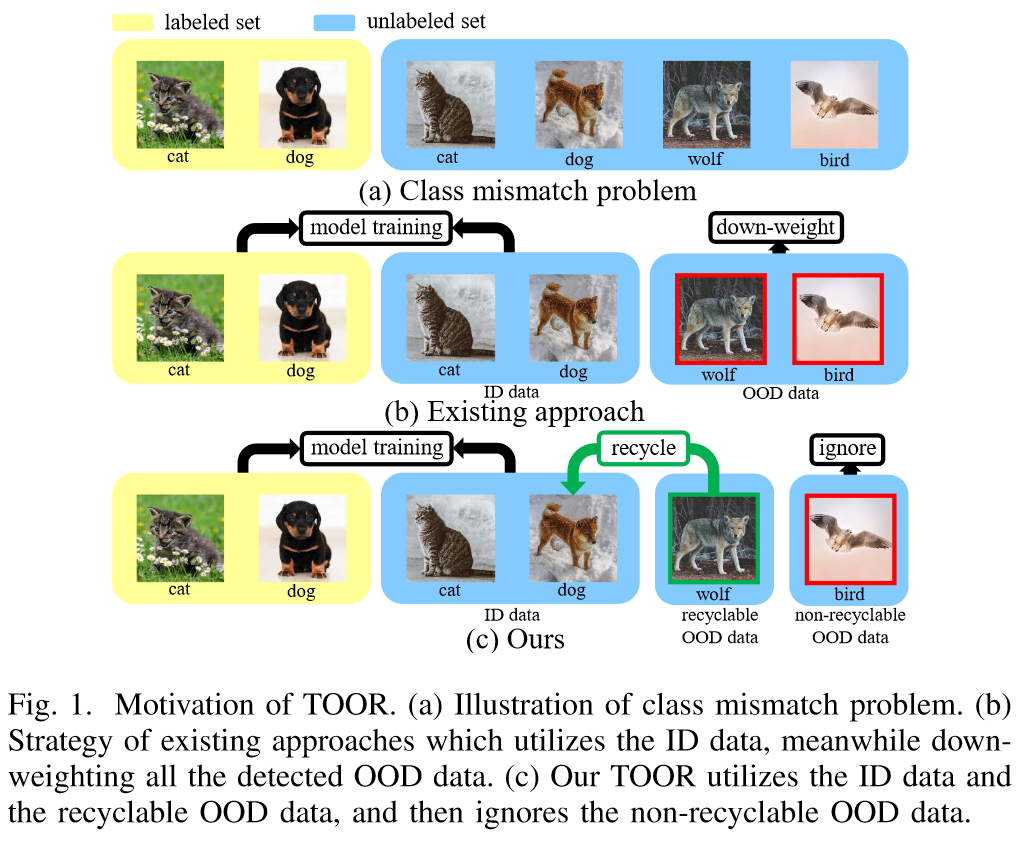 labeled set unlabeled set
cat dog cat dog wolf bird
(a) Class mismatch problem
model training down-weight
cat dog cat dog wolf bird
ID data OOD data
(b) Existing approach
model training recycle ignore
cat dog cat dog wolf bird
ID data recyclable non-recyclable
OOD data OOD data
(c) Ours
Fig. 1. Motivation of TOOR. (a) Illustration of class mismatch problem. (b)
Strategy of existing approaches which utilizes the ID data, meanwhile down-
weighting all the detected OOD data. (c) Our TOOR utilizes the ID data and
the recyclable OOD data, and then ignores the non-recyclable OOD data.